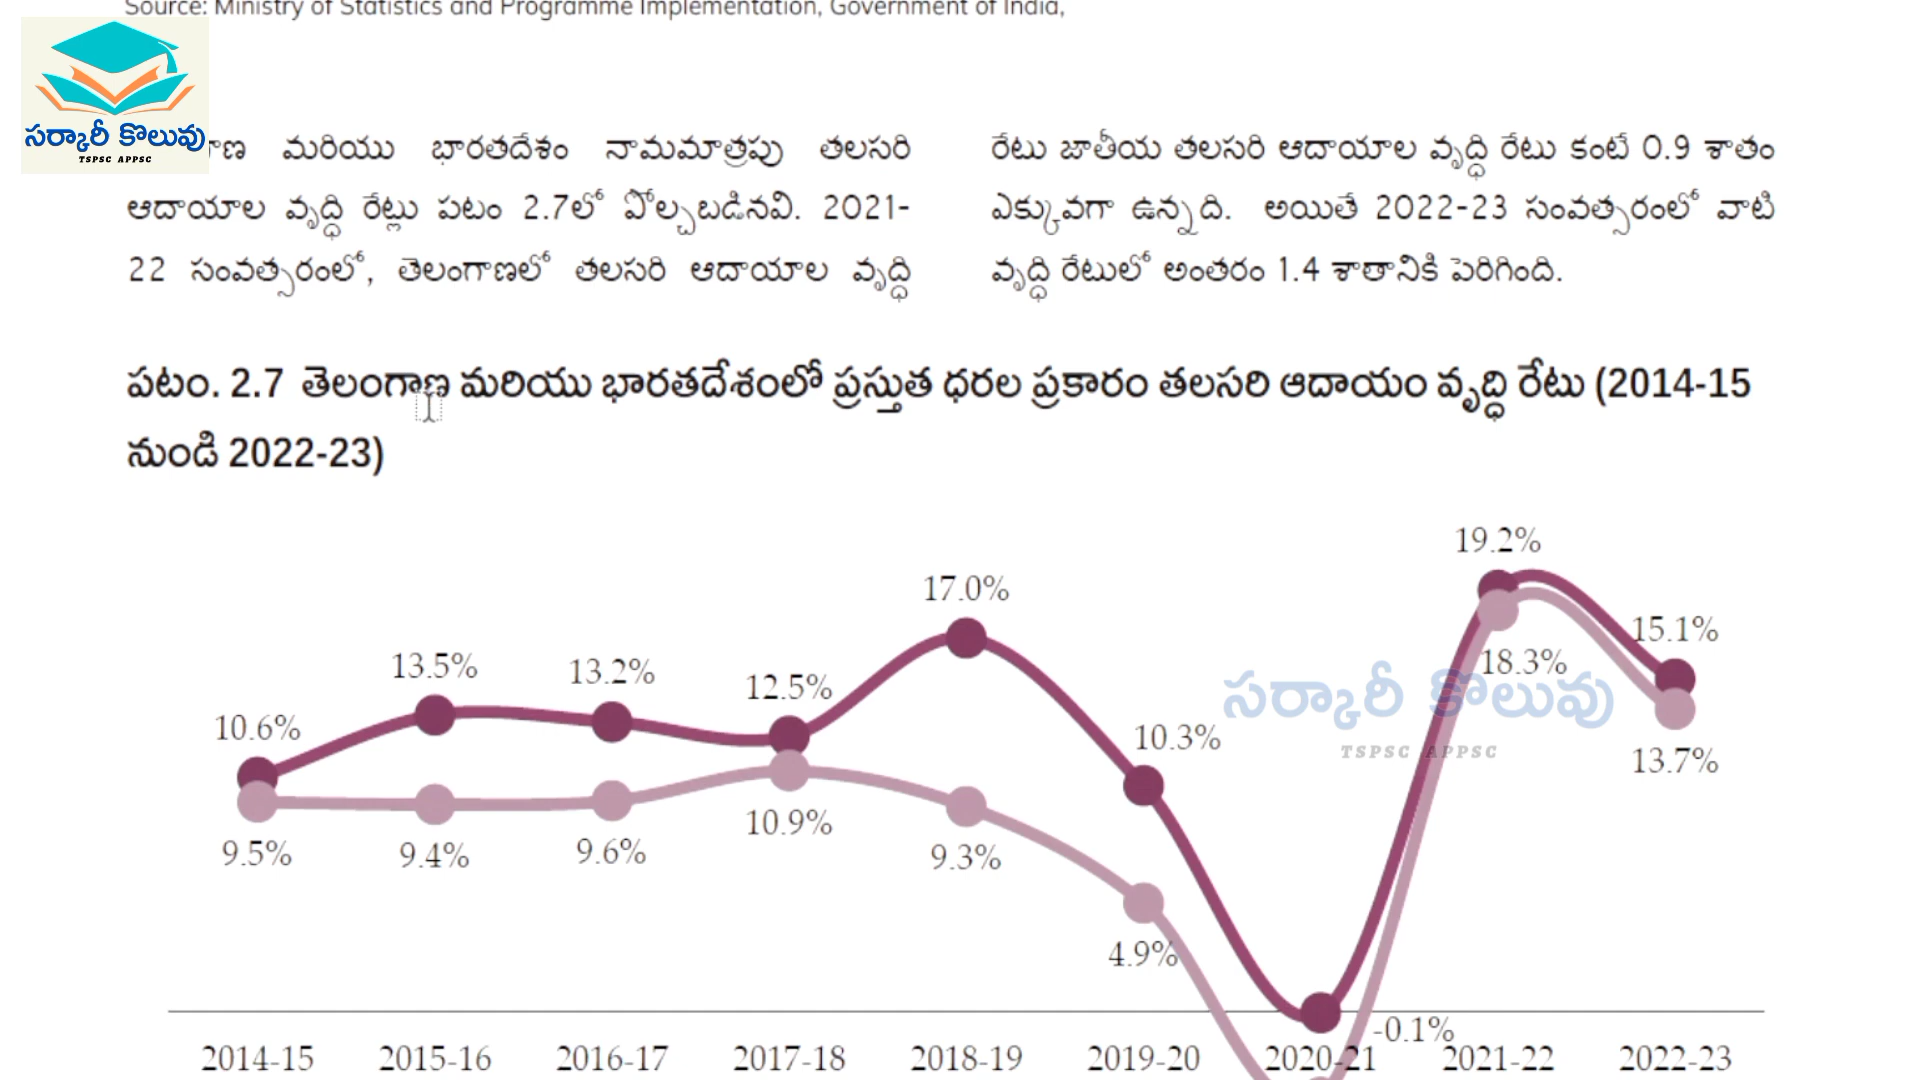 Source: Ministry of Statistics and Programme Implementation, Government of India,
సర్కారీ కొలువు
TSPSC APPSC
మరియు భారతదేశం నామమాత్రపు తలసరి
ఆదాయాల వృద్ధి రేట్లు పటం 2.7లో పోల్చబడినవి. 2021-
22 సంవత్సరంలో, తెలంగాణలో తలసరి ఆదాయాల వృద్ధి
రేటు జాతీయ తలసరి ఆదాయాల వృద్ధి రేటు కంటే 0.9 శాతం
ఎక్కువగా ఉన్నది. అయితే 2022-23 సంవత్సరంలో వాటి
వృద్ధి రేటులో అంతరం 1.4 శాతానికి పెరిగింది.
పటం. 2.7 తెలంగాణ మరియు భారతదేశంలో ప్రస్తుత ధరల ప్రకారం తలసరి ఆదాయం వృద్ధి రేటు (2014-15
నుండి 2022-23)
10.6% 13.5% 13.2% 12.5% 17.0% 10.3% -0.1% 19.2% 15.1%
9.5% 9.4% 9.6% 10.9% 9.3% 4.9% 18.3% 13.7%
సర్కారీ కొలువు
TSPSC APPSC
2014-15 2015-16 2016-17 2017-18 2018-19 2019-20 2020-21 2021-22 2022-23